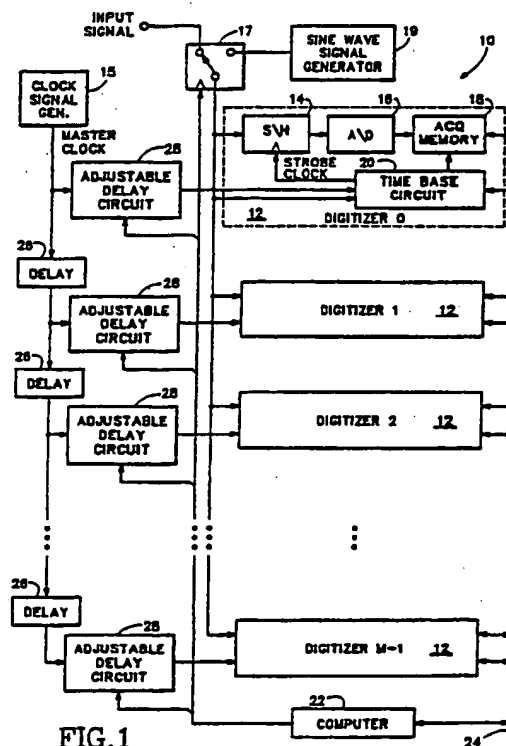 INPUT
SIGNAL
17
SINE WAVE
SIGNAL
GENERATOR
19
10
15
CLOCK
SIGNAL
GEN.
MASTER
CLOCK
14
16
18
S\H
A\D
ACQ
MEMORY
STROBE
CLOCK
20
TIME BASE
CIRCUIT
12
DIGITIZER 0
28
ADJUSTABLE
DELAY
CIRCUIT
26
DELAY
28
ADJUSTABLE
DELAY
CIRCUIT
DIGITIZER 1
12
26
DELAY
28
ADJUSTABLE
DELAY
CIRCUIT
DIGITIZER 2
12
26
DELAY
28
ADJUSTABLE
DELAY
CIRCUIT
DIGITIZER M-1
12
22
COMPUTER
24
FIG.1